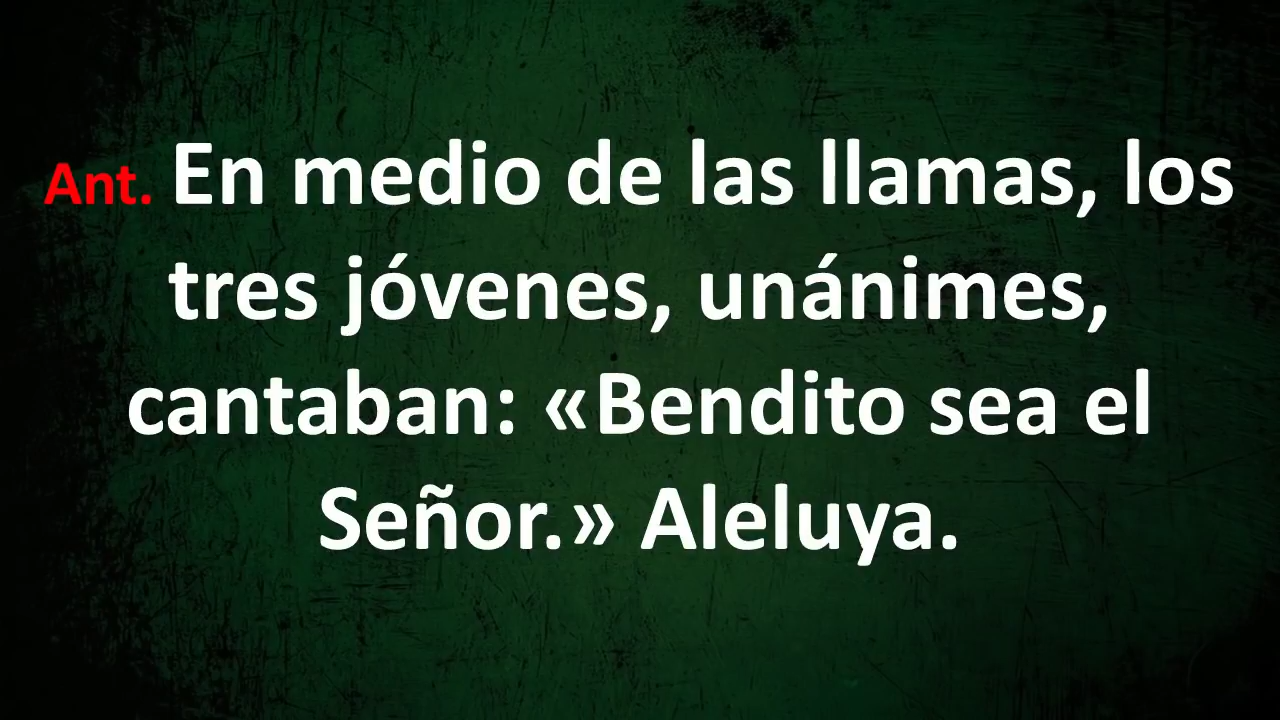 Ant. En medio de las llamas, los
tres jóvenes, unánimes,
cantaban: «Bendito sea el
Señor.» Aleluya.